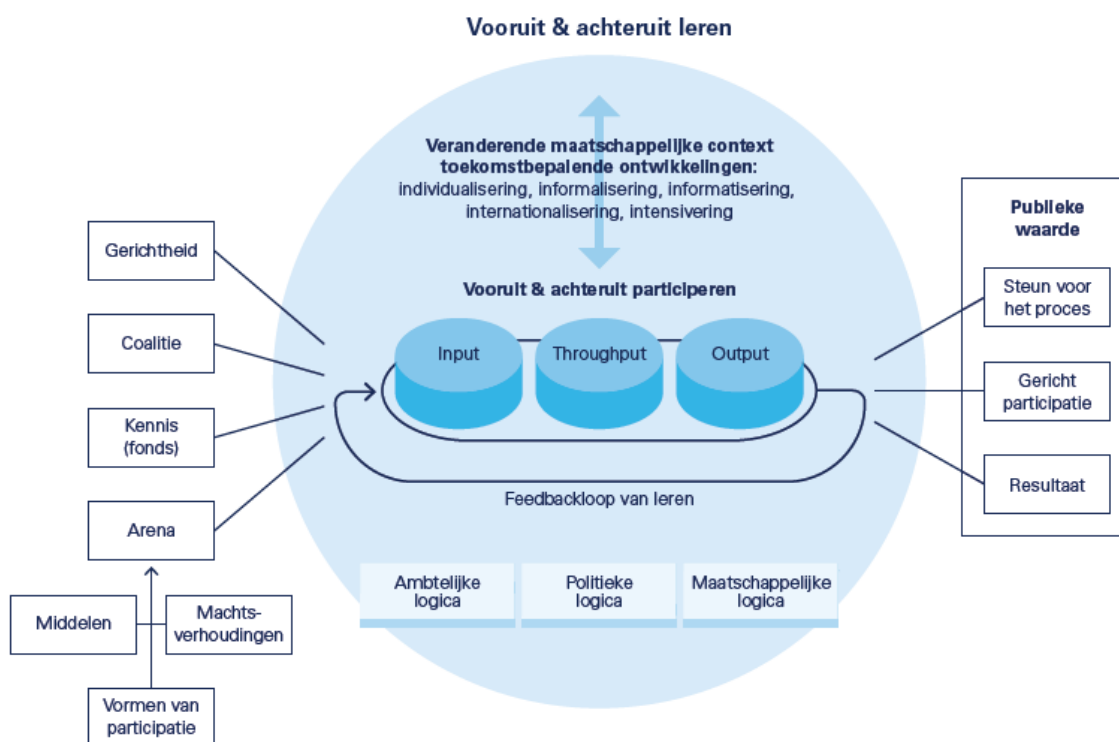 Vooruit & achteruit leren
Veranderende maatschappelijke context
toekomstbepalende ontwikkelingen:
individualisering, informalisering, informatisering,
internationalisering, intensivering
Vooruit & achteruit participeren
Input
Throughput
Output
Feedbackloop van leren
Ambtelijke
logica
Politieke
logica
Maatschappelijke
logica
Gerichtheid
Coalitie
Kennis
(fonds)
Arena
Middelen
Machts-
verhoudingen
Vormen van
participatie
Publieke
waarde
Steun voor
het proces
Gericht
participatie
Resultaat